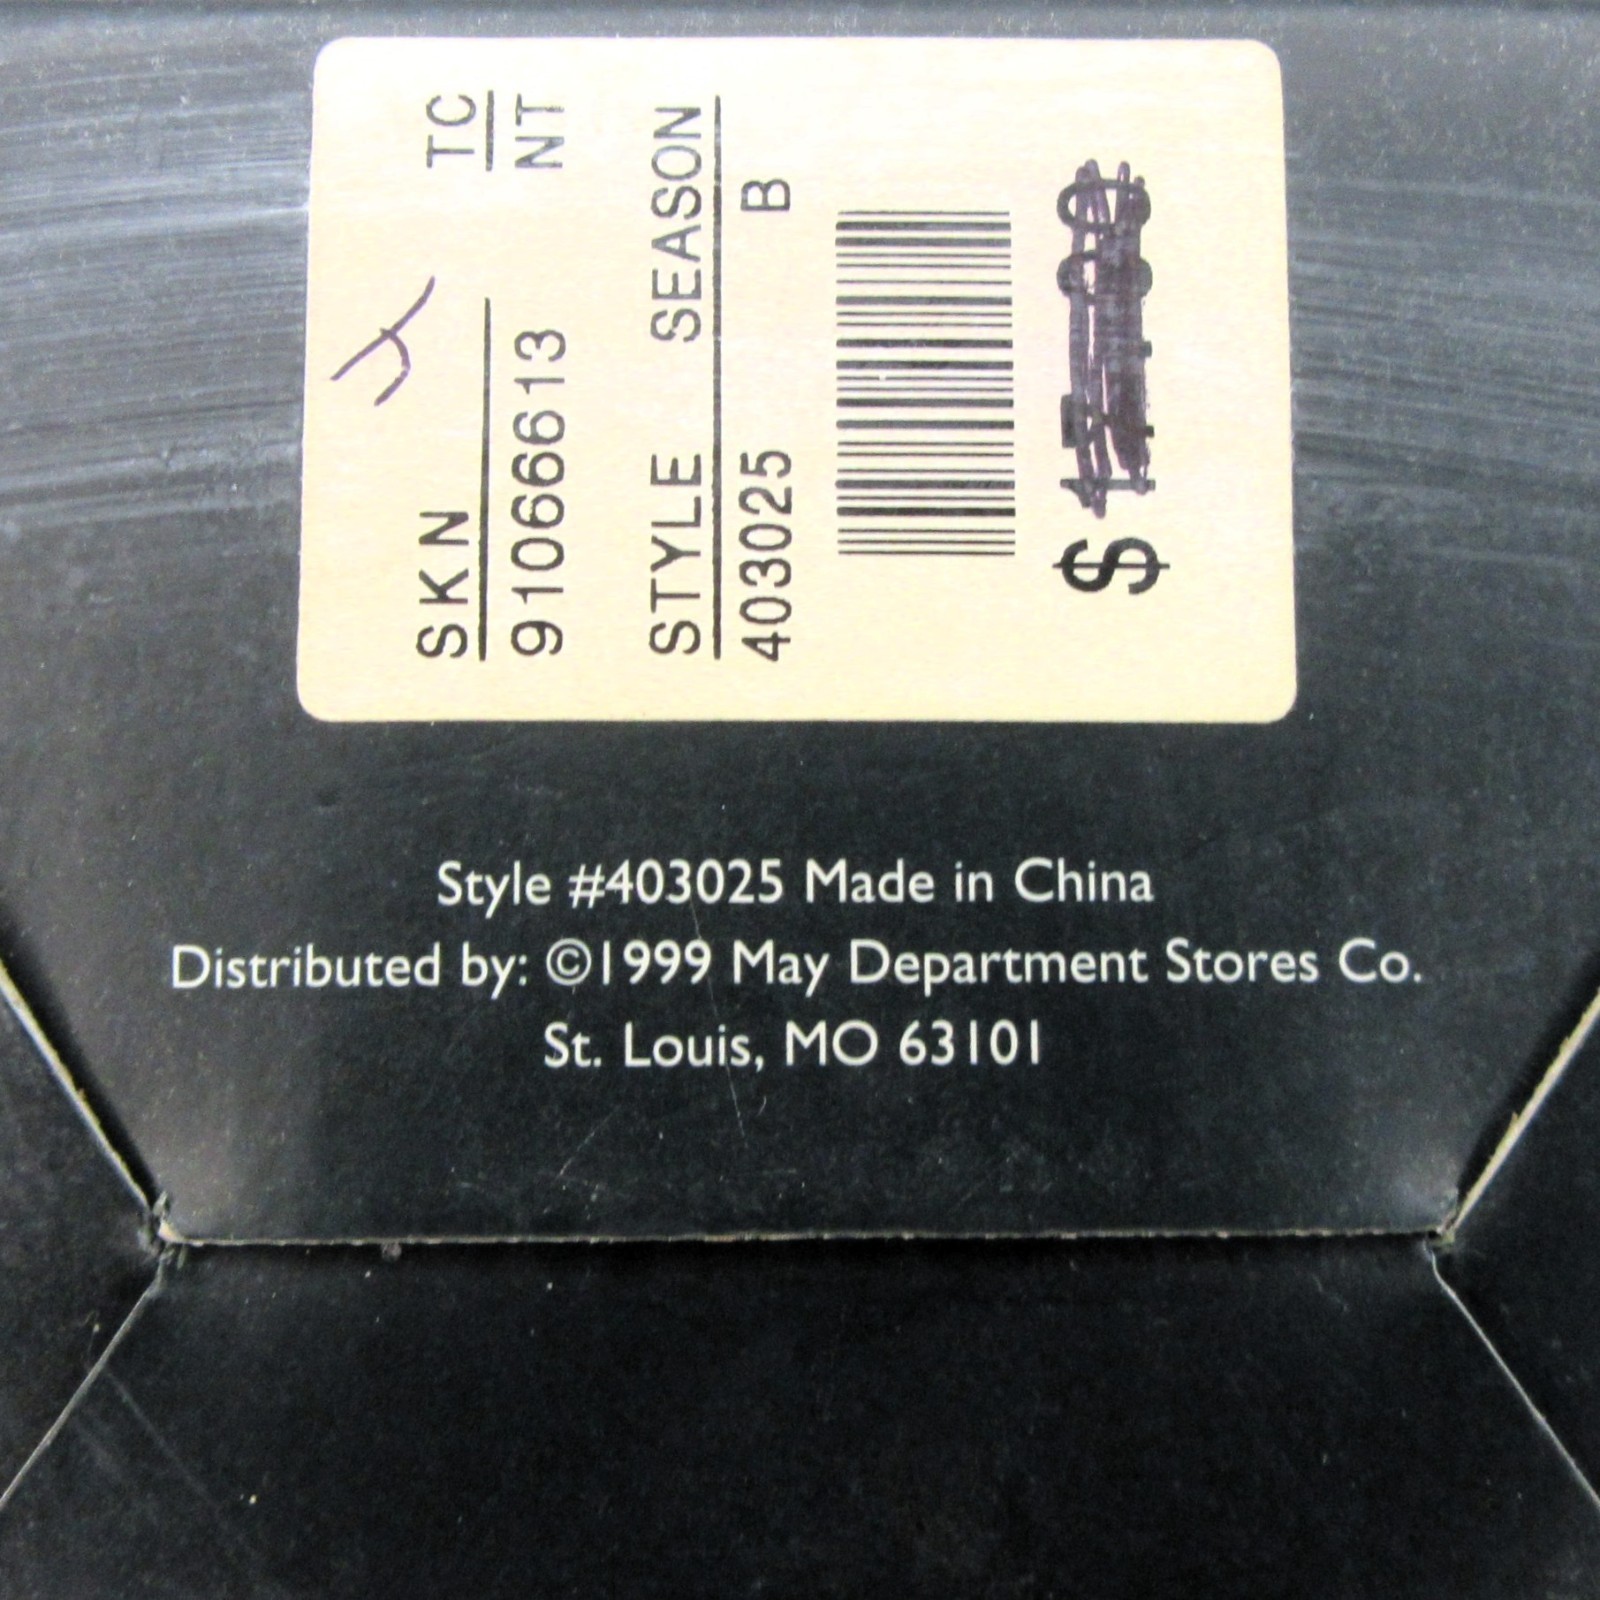 SKN TC
91066613 NT
STYLE SEASON
403025 B
$
Style #403025 Made in China
Distributed by: ©1999 May Department Stores Co.
St. Louis, MO 63101